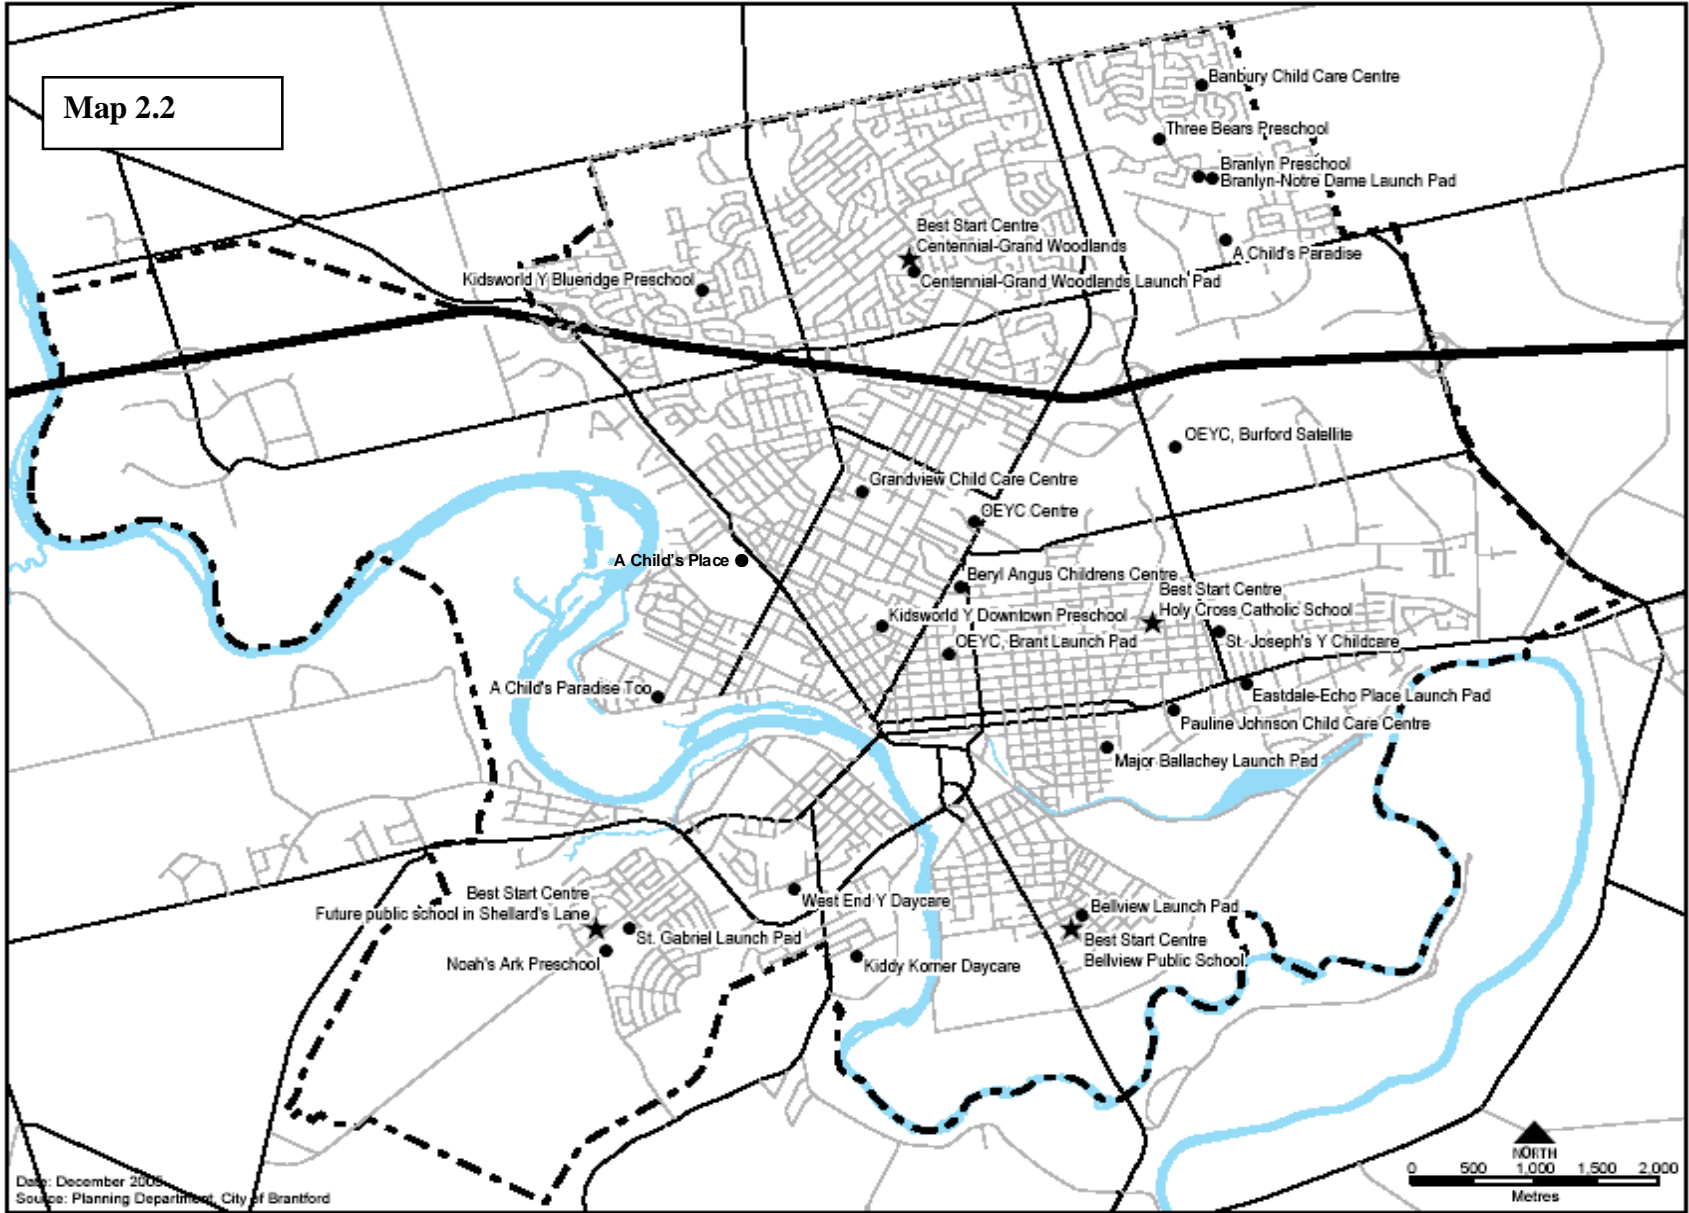 Map 2.2
Banbury Child Care Centre
Three Bears Preschool
Branlyn Preschool
Branlyn-Notre Dame Launch Pad
Best Start Centre
Centennial-Grand Woodlands
A Child's Paradise
Centennial-Grand Woodlands Launch Pad
Kidsworld Y Blueridge Preschool
OEYC, Burford Satellite
Grandview Child Care Centre
OEYC Centre
A Child's Place
Beryl Angus Childrens Centre
Best Start Centre
Holy Cross Catholic School
Kidsworld Y Downtown Preschool
OEYC, Brant Launch Pad
St. Joseph's Y Childcare
A Child's Paradise Too
Eastdale-Echo Place Launch Pad
Pauline Johnson Child Care Centre
Major Ballachey Launch Pad
Best Start Centre
Future public school in Shellard's Lane
West End Y Daycare
Bellview Launch Pad
St. Gabriel Launch Pad
Best Start Centre
Bellview Public School
Noah's Ark Preschool
Kiddy Korner Daycare
NORTH
0 500 1,000 1,500 2,000
Metres
Date: December
Source: Planning Department, City of Brantford